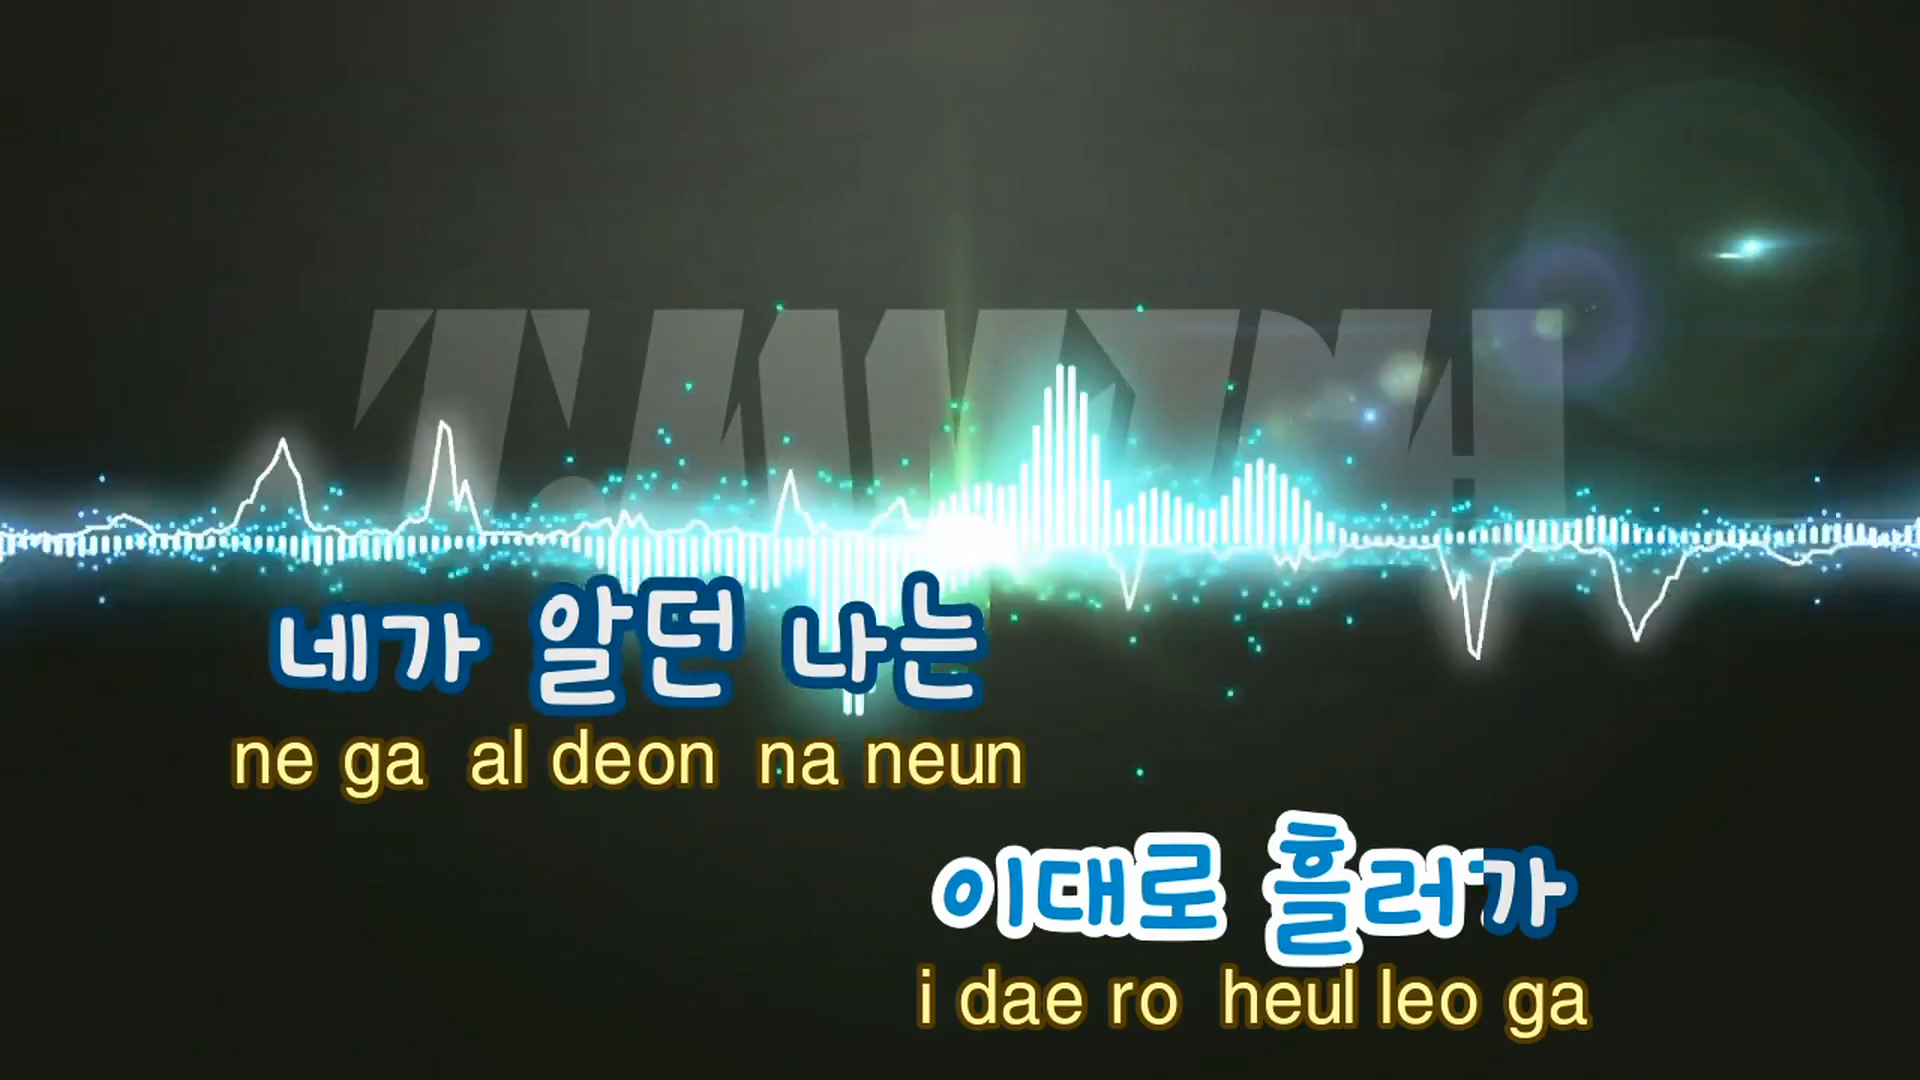 네가 알던 나는
ne ga al deon na neun
이대로 흘러가
i dae ro heul leo ga